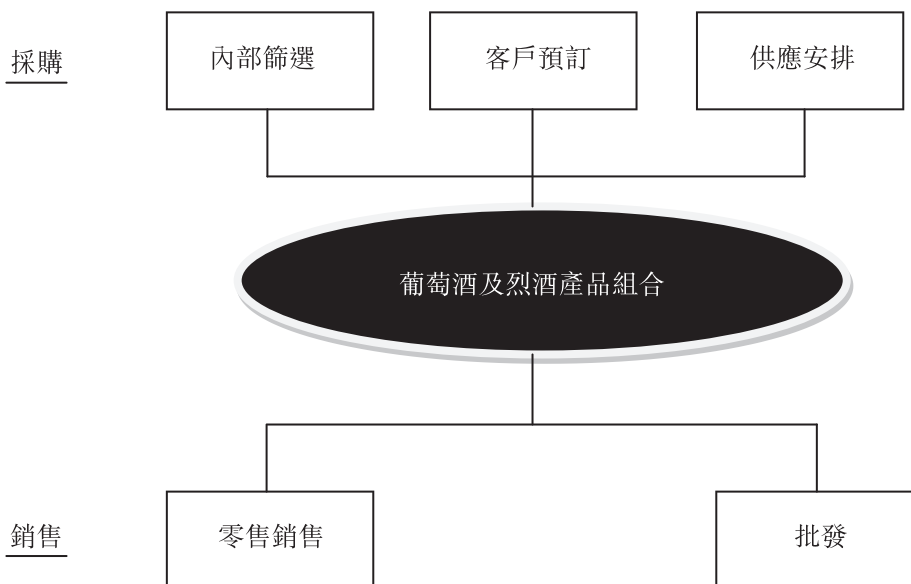 採購
內部篩選
客戶預訂
供應安排
葡萄酒及烈酒產品組合
銷售
零售銷售
批發